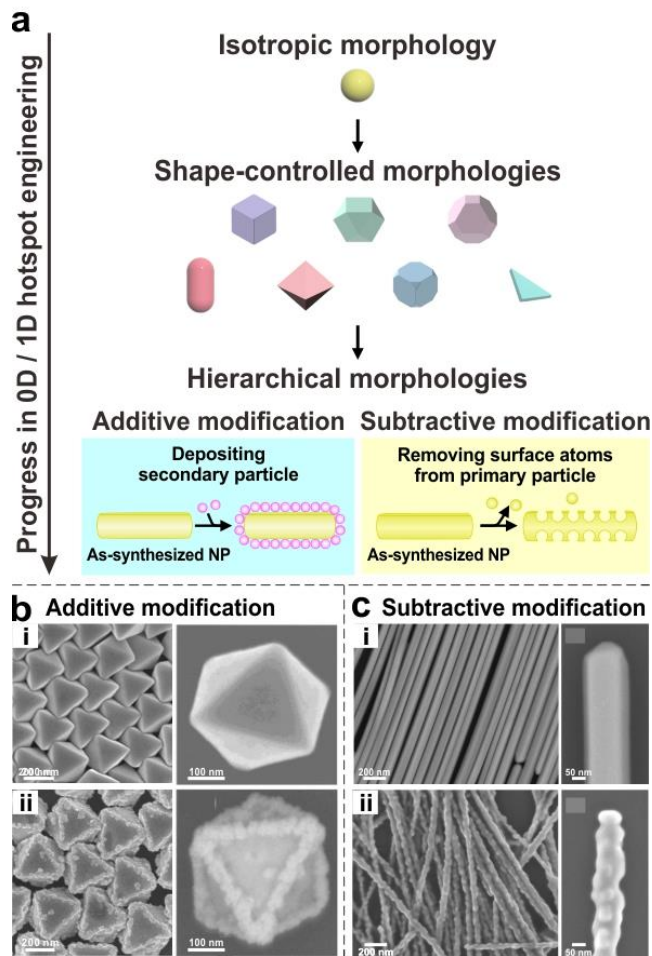 a
Progress in 0D / 1D hotspot engineering
Isotropic morphology
Shape-controlled morphologies
Hierarchical morphologies
Additive modification
Depositing
secondary particle
As-synthesized NP
Subtractive modification
Removing surface atoms
from primary particle
As-synthesized NP
b Additive modification
i
200 nm
100 nm
ii
200 nm
100 nm
c Subtractive modification
i
200 nm
50 nm
ii
200 nm
50 nm